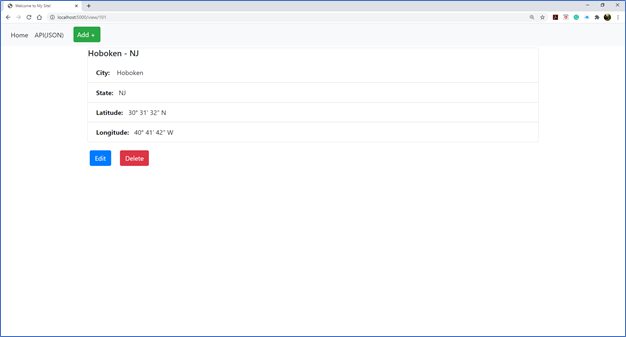 Welcome to My Site!
localhost:5000/view/101
Home API(JSON) Add +
Hoboken - NJ
City: Hoboken
State: NJ
Latitude: 30° 31' 32" N
Longitude: 40° 41' 42" W
Edit Delete